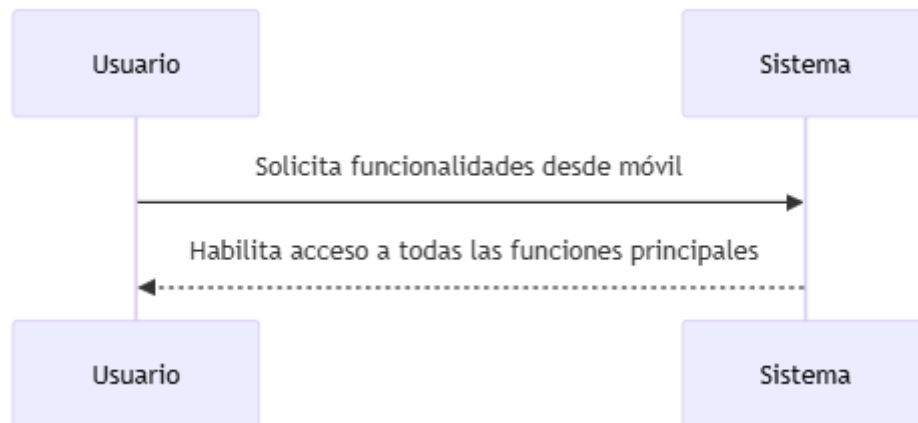 Usuario
Sistema
Solicita funcionalidades desde móvil
Habilita acceso a todas las funciones principales
Usuario
Sistema